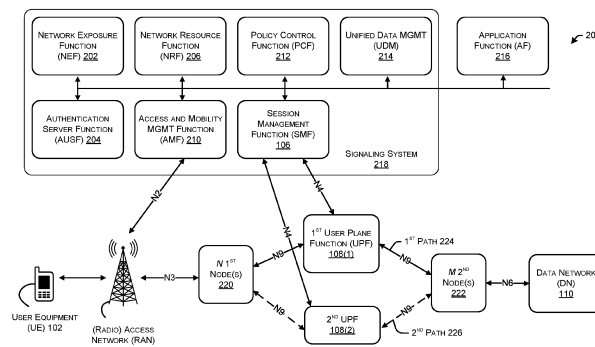 NETWORK EXPOSURE
FUNCTION
(NEF) 202
NETWORK RESOURCE
FUNCTION
(NRF) 206
POLICY CONTROL
FUNCTION (PCF)
212
UNIFIED DATA MGMT
(UDM)
214
APPLICATION
FUNCTION (AF)
216
20
AUTHENTICATION
SERVER FUNCTION
(AUSF) 204
ACCESS AND MOBILITY
MGMT FUNCTION
(AMF) 210
SESSION
MANAGEMENT
FUNCTION (SMF)
106
SIGNALING SYSTEM
218
N2
N4
N4
1ST USER PLANE
FUNCTION (UPF)
108(1)
1ST PATH 224
N9
N9
N3
N 1ST
NODE(S)
220
M 2ND
NODE(S)
222
N6
DATA NETWORK
(DN)
110
N9
N9
2ND UPF
108(2)
2ND PATH 226
USER EQUIPMENT
(UE) 102
(RADIO) ACCESS
NETWORK (RAN)